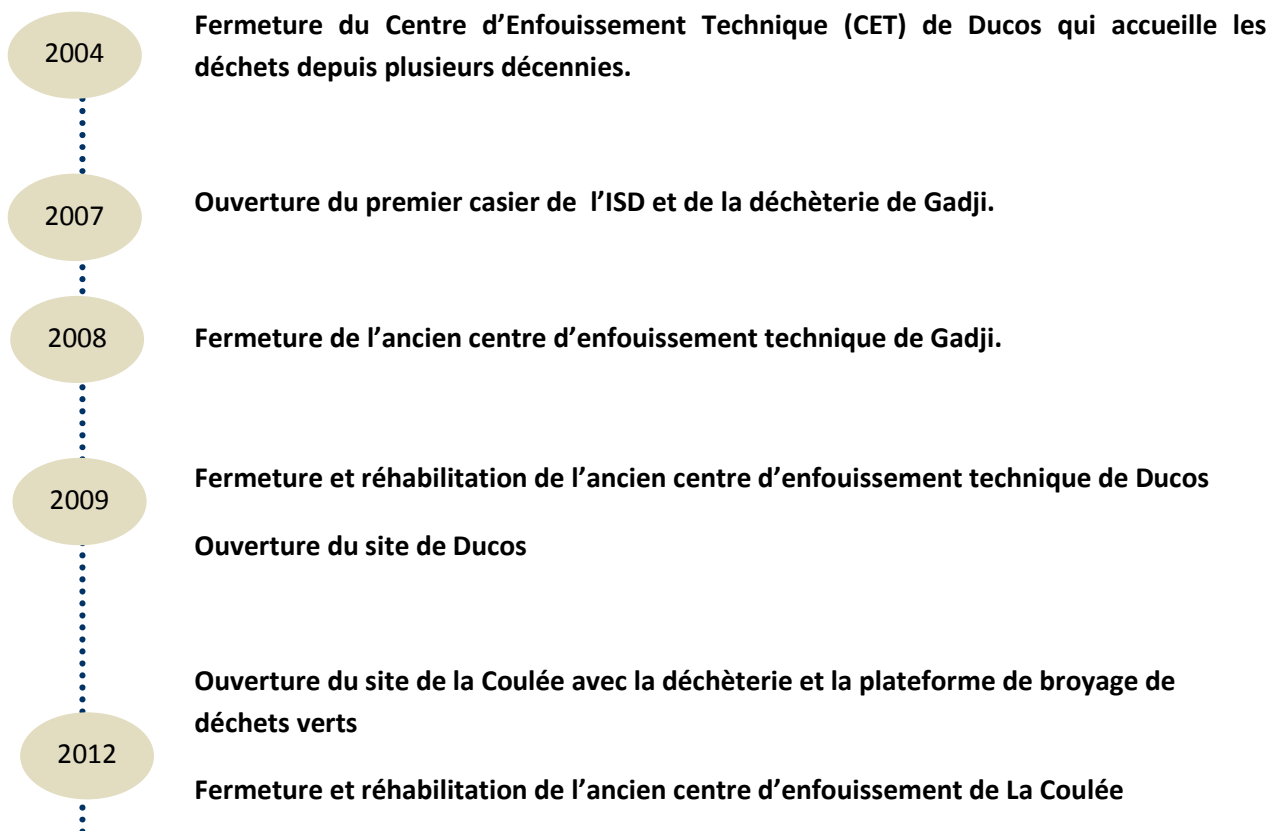 2004
Fermeture du Centre d’Enfouissement Technique (CET) de Ducos qui accueille les
déchets depuis plusieurs décennies.
2007
Ouverture du premier casier de l’ISD et de la déchèterie de Gadji.
2008
Fermeture de l’ancien centre d’enfouissement technique de Gadji.
2009
Fermeture et réhabilitation de l’ancien centre d’enfouissement technique de Ducos
Ouverture du site de Ducos
2012
Ouverture du site de la Coulée avec la déchèterie et la plateforme de broyage de
déchets verts
Fermeture et réhabilitation de l’ancien centre d’enfouissement de La Coulée